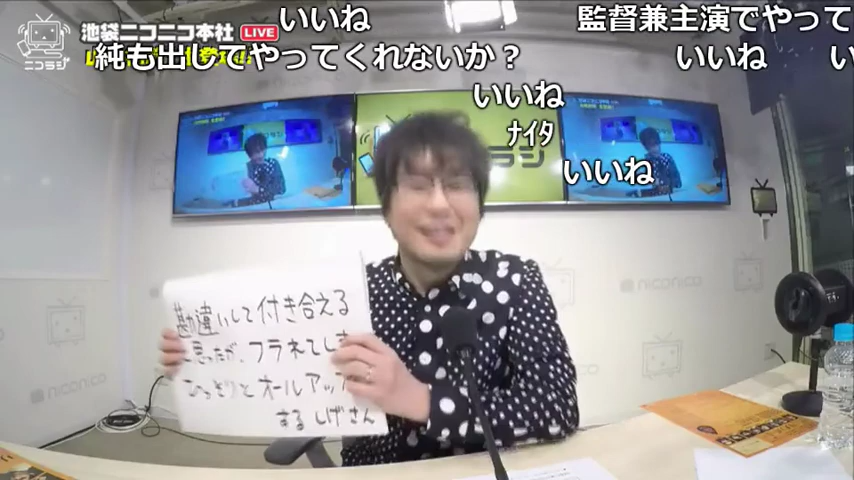 いいね
監督兼主演でやって
池袋ニコニコ本社
LIVE
純も出してやってくれないか？
いいね
い
ニコラジ
いいね
ﾅｲﾀ
いいね
勘違いして付き合える
と思ったが、フラれてしま
ひっそりとオールアップ
する しげさん
niconico
niconico